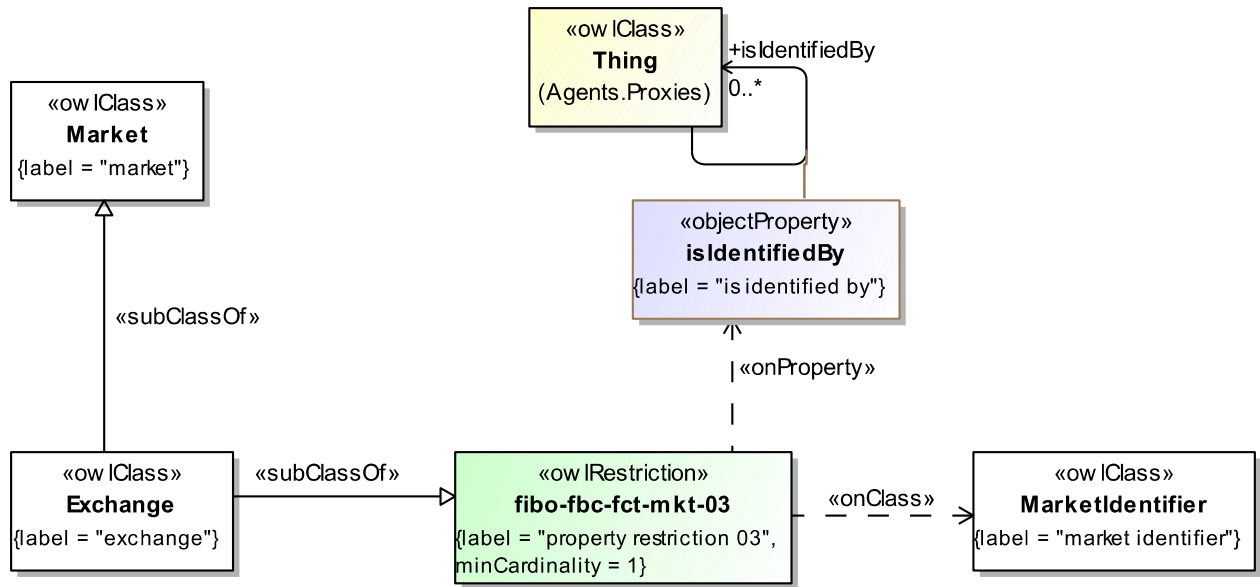 «owlClass»
Thing
(Agents.Proxies)
+isIdentifiedBy
0..*
«owlClass»
Market
{label = "market"}
«objectProperty»
isIdentifiedBy
{label = "is identified by"}
«subClassOf»
«onProperty»
«owlClass»
Exchange
{label = "exchange"}
«subClassOf»
«owlRestriction»
fibo-fbc-fct-mkt-03
{label = "property restriction 03",
minCardinality = 1}
«onClass»
«owlClass»
MarketIdentifier
{label = "market identifier"}